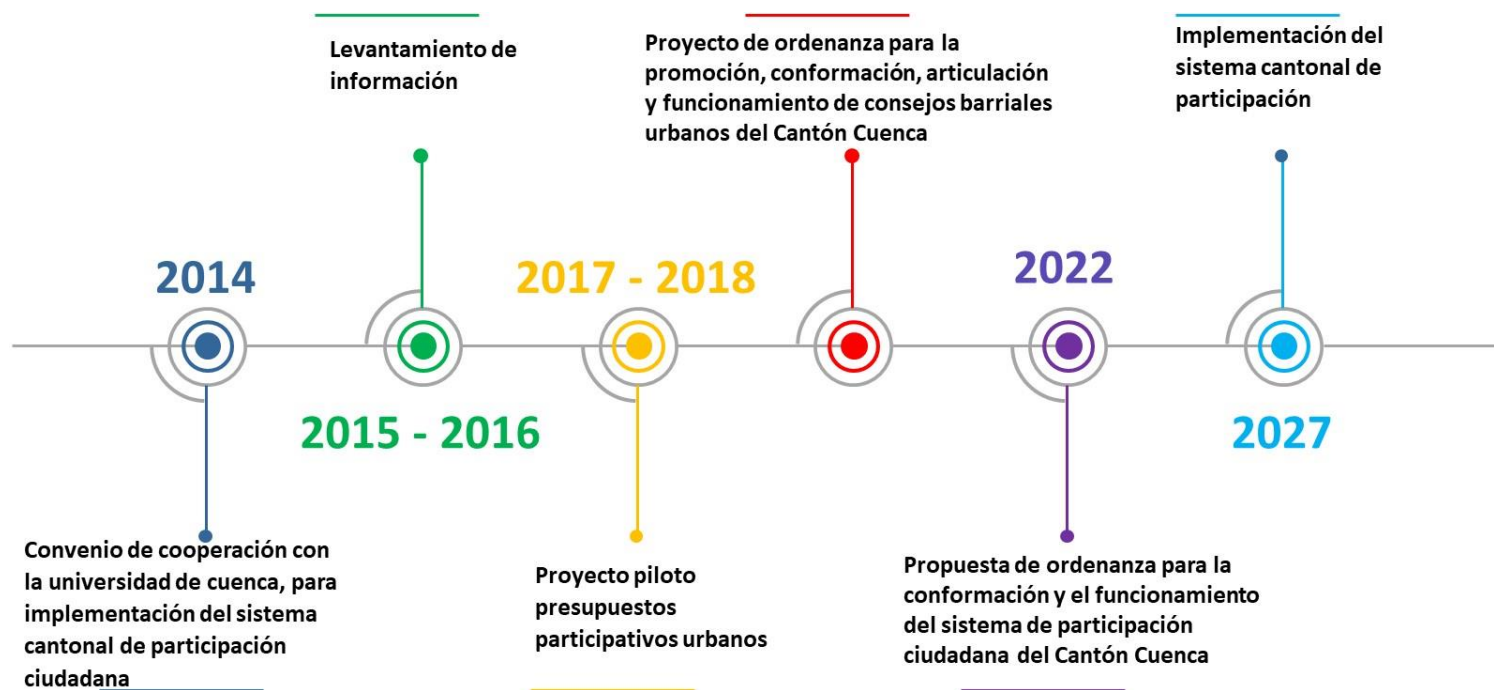 Levantamiento de
información
Proyecto de ordenanza para la
promoción, conformación, articulación
y funcionamiento de consejos barriales
urbanos del Cantón Cuenca
Implementación del
sistema cantonal de
participación
2014
2017 - 2018
2022
2015 - 2016
2027
Convenio de cooperación con
la universidad de cuenca, para
implementación del sistema
cantonal de participación
ciudadana
Proyecto piloto
presupuestos
participativos urbanos
Propuesta de ordenanza para la
conformación y el funcionamiento
del sistema de participación
ciudadana del Cantón Cuenca